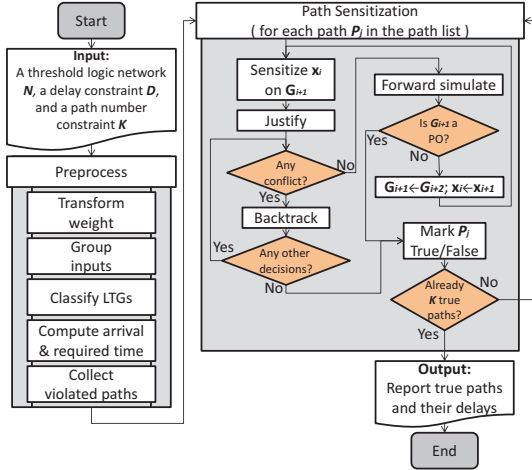 Start
Input:
A threshold logic network
N, a delay constraint D,
and a path number
constraint K
Preprocess
Transform
weight
Group
inputs
Classify LTGs
Compute arrival
& required time
Collect
violated paths
Path Sensitization
( for each path Pj in the path list )
Sensitize xi
on Gi+1
Justify
Any
conflict?
No
Yes
Backtrack
Yes
Any other
decisions?
No
Forward simulate
Is Gi+1 a
PO?
Yes
No
Gi+1←Gi+2; xi←xi+1
Mark Pj
True/False
Already
K true
paths?
No
Yes
Output:
Report true paths
and their delays
End